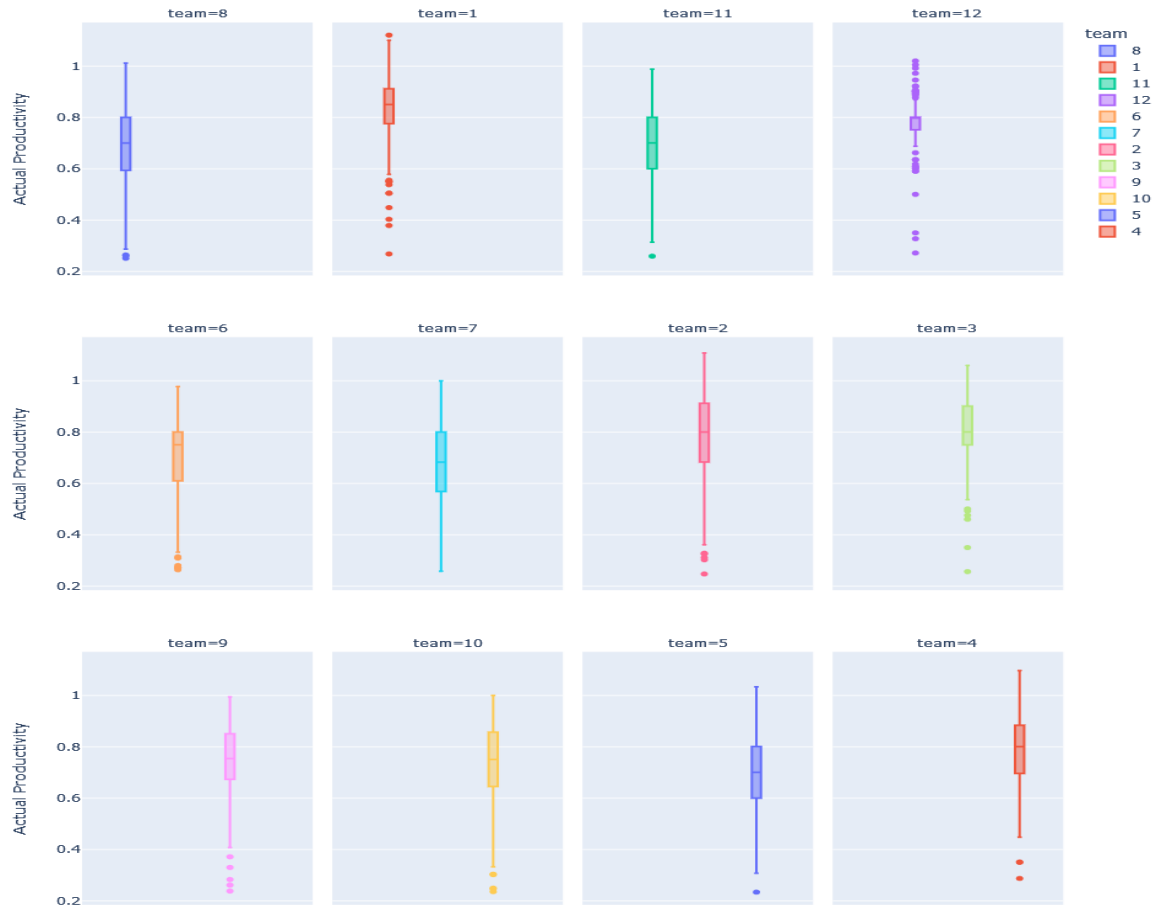 team=8
team=1
team=11
team=12
Actual Productivity
1
0.8
0.6
0.4
0.2
team
8
1
11
12
6
7
2
3
9
10
5
4
team=6
team=7
team=2
team=3
Actual Productivity
1
0.8
0.6
0.4
0.2
team=9
team=10
team=5
team=4
Actual Productivity
1
0.8
0.6
0.4
0.2